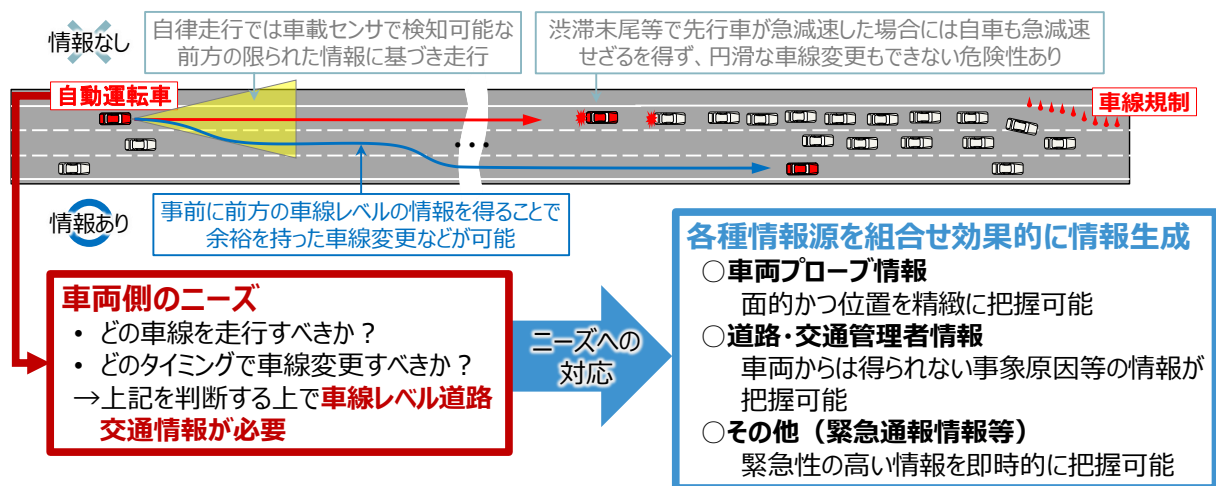 情報なし
自律走行では車載センサで検知可能な
前方の限られた情報に基づき走行
渋滞末尾等で先行車が急減速した場合には自車も急減速
せざるを得ず、円滑な車線変更もできない危険性あり
自動運転車
車線規制
・・・
情報あり
事前に前方の車線レベルの情報を得ることで
余裕を持った車線変更などが可能
車両側のニーズ
• どの車線を走行すべきか？
• どのタイミングで車線変更すべきか？
→上記を判断する上で車線レベル道路
交通情報が必要
ニーズへの
対応
各種情報源を組合せ効果的に情報生成
○車両プローブ情報
面的かつ位置を精緻に把握可能
○道路・交通管理者情報
車両からは得られない事象原因等の情報が
把握可能
○その他（緊急通報情報等）
緊急性の高い情報を即時的に把握可能